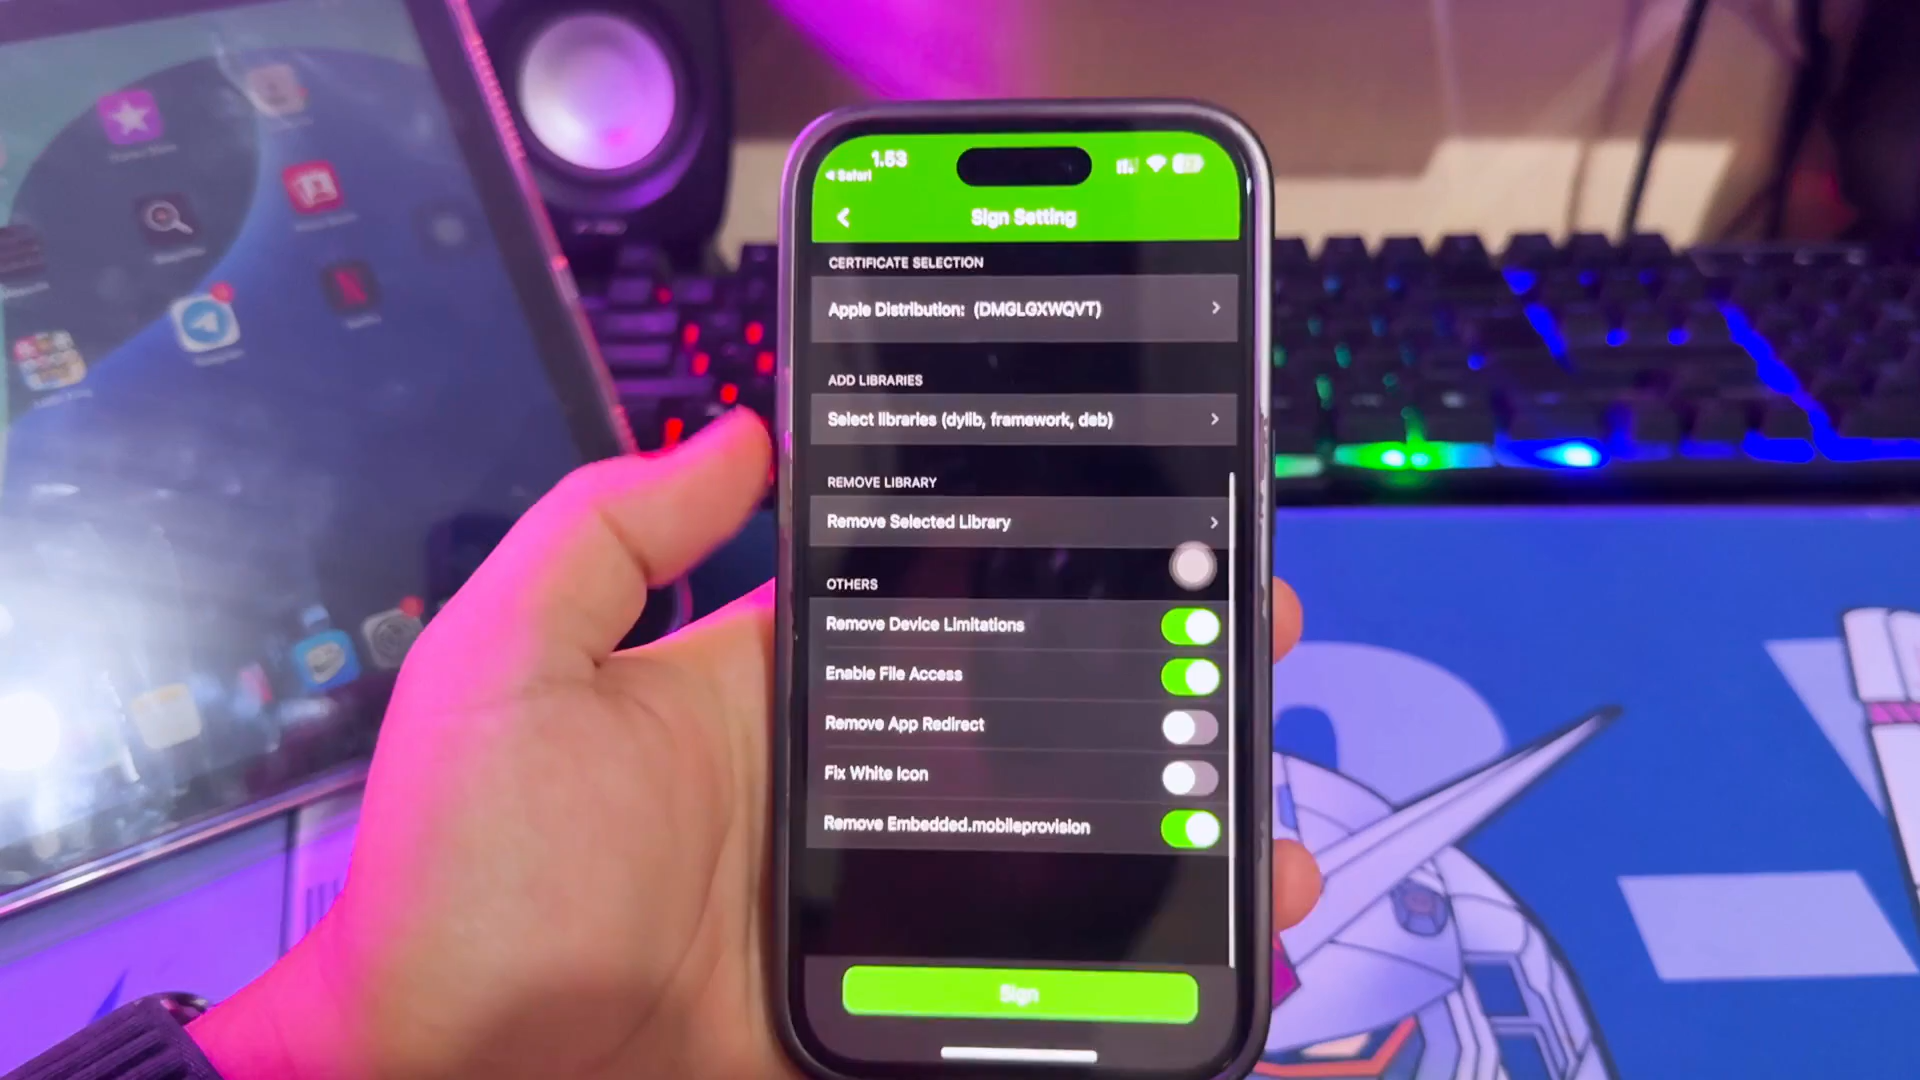 1.53
Safari
Sign Setting
CERTIFICATE SELECTION
Apple Distribution: (DMGLGXWQVT)
ADD LIBRARIES
Select libraries (dylib, framework, deb)
REMOVE LIBRARY
Remove Selected Library
OTHERS
Remove Device Limitations
Enable File Access
Remove App Redirect
Fix White Icon
Remove Embedded.mobileprovision
Sign